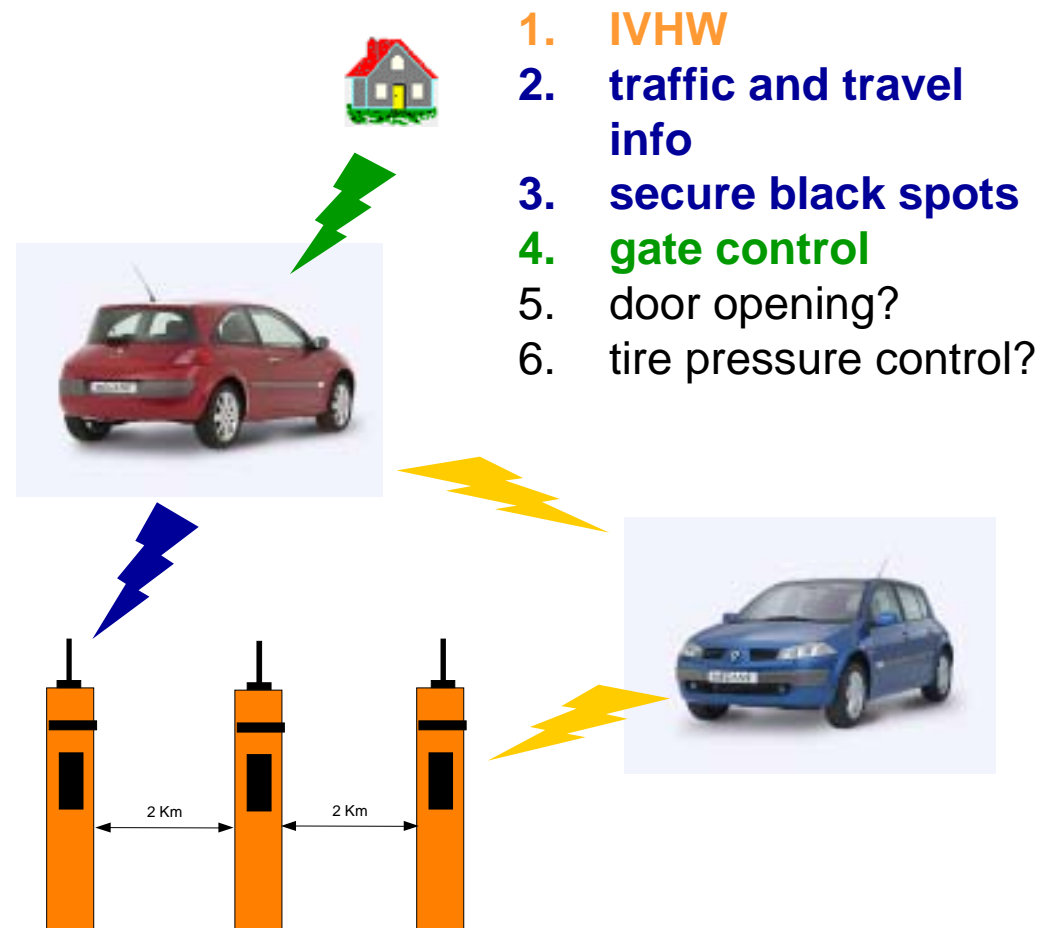 1. IVHW
2. traffic and travel
info
3. secure black spots
4. gate control
5. door opening?
6. tire pressure control?
2 Km
2 Km